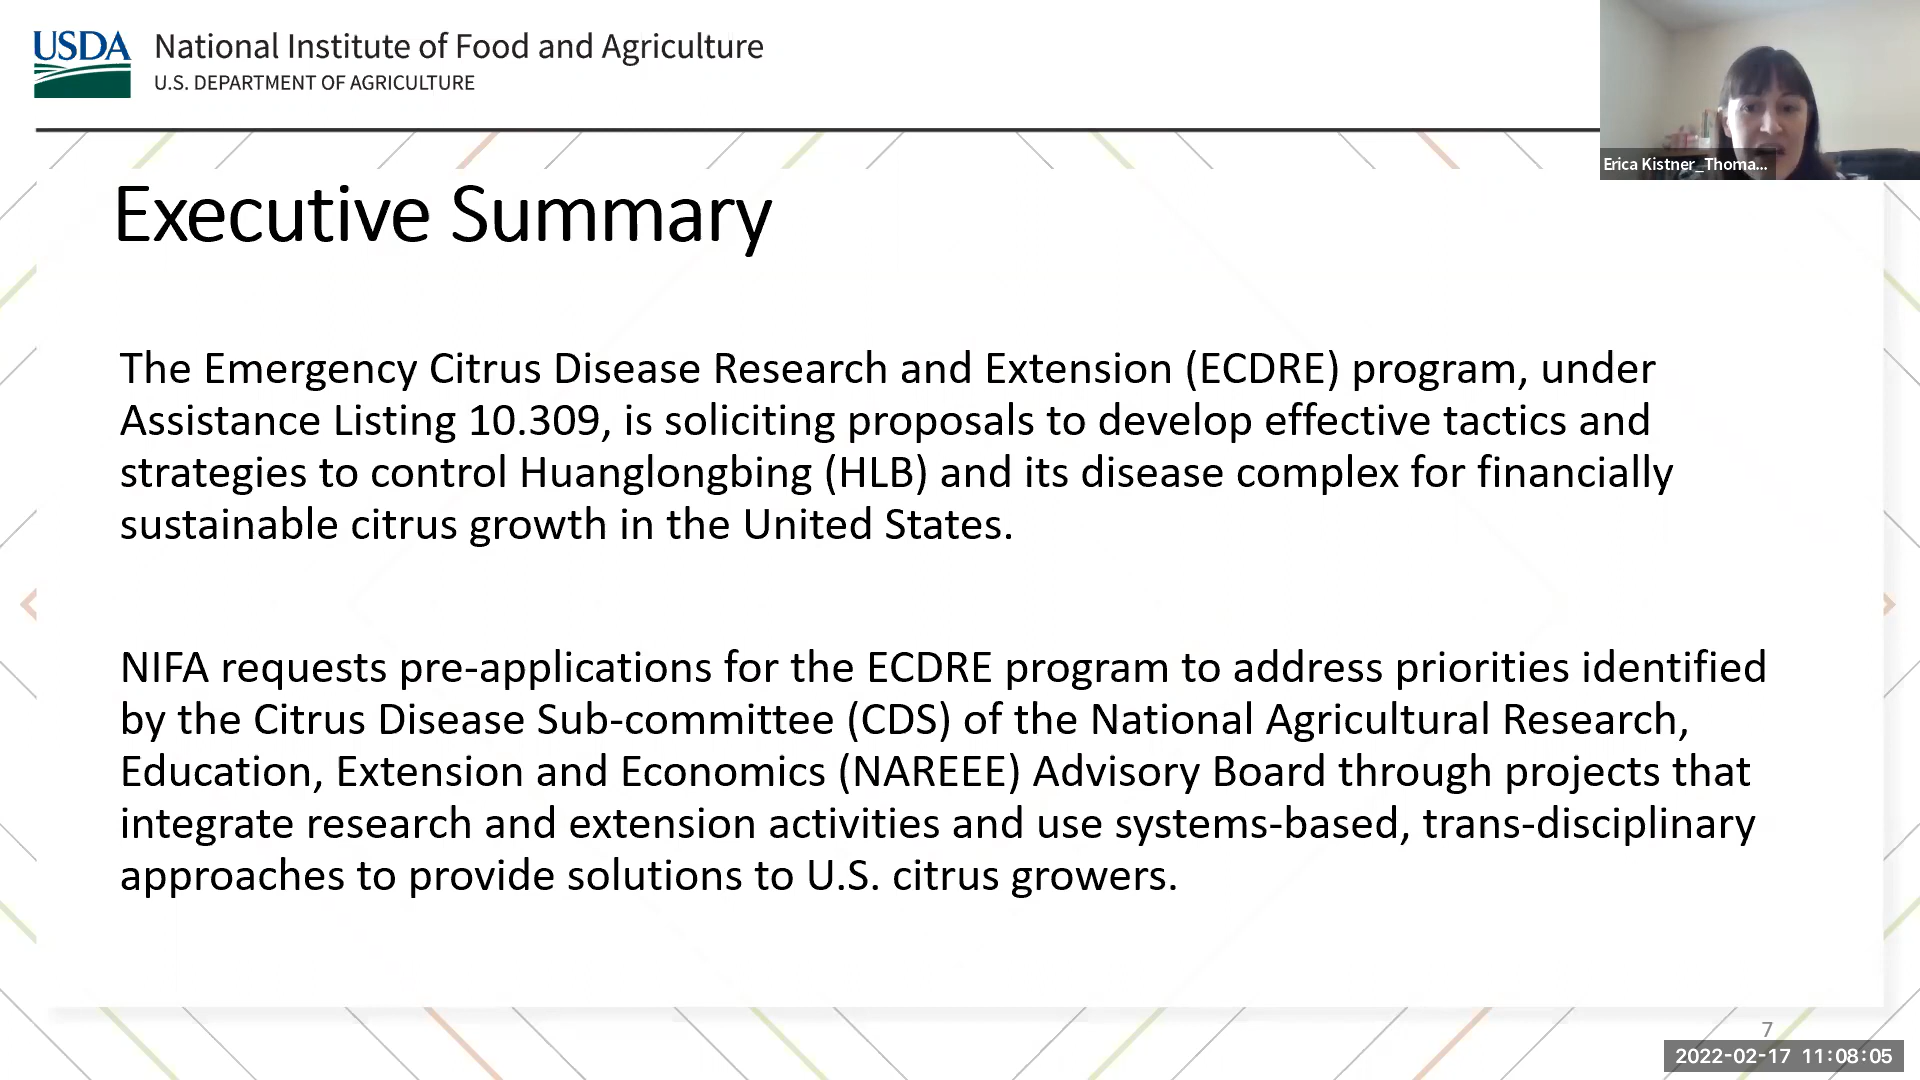 USDA
National Institute of Food and Agriculture
U.S. DEPARTMENT OF AGRICULTURE
Erica Kistner_Thoma...
Executive Summary
The Emergency Citrus Disease Research and Extension (ECDRE) program, under
Assistance Listing 10.309, is soliciting proposals to develop effective tactics and
strategies to control Huanglongbing (HLB) and its disease complex for financially
sustainable citrus growth in the United States.
NIFA requests pre-applications for the ECDRE program to address priorities identified
by the Citrus Disease Sub-committee (CDS) of the National Agricultural Research,
Education, Extension and Economics (NAREEE) Advisory Board through projects that
integrate research and extension activities and use systems-based, trans-disciplinary
approaches to provide solutions to U.S. citrus growers.
7
2022-02-17 11:08:05